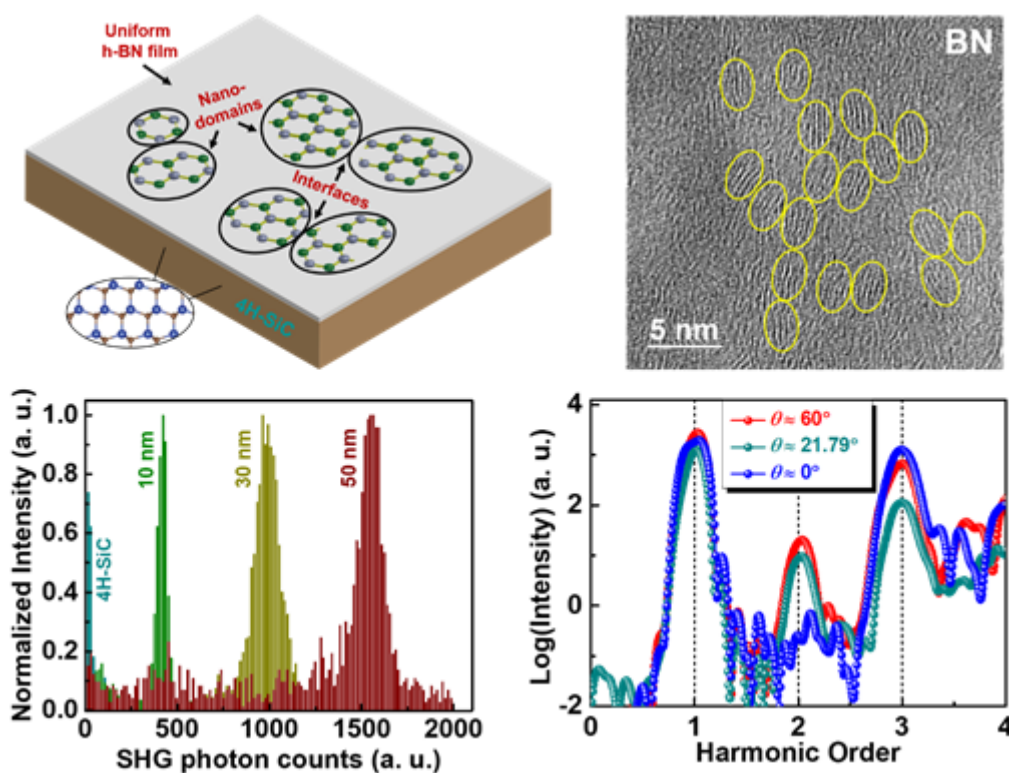 Uniform
h-BN film
Nano-
domains
Interfaces
4H-SiC
BN
5 nm
Normalized Intensity (a. u.)
1.0
0.8
0.6
0.4
0.2
0.0
4H-SiC
10 nm
30 nm
50 nm
0 500 1000 1500 2000
SHG photon counts (a. u.)
Log(Intensity) (a. u.)
4
2
0
-2
θ ≈ 60°
θ ≈ 21.79°
θ ≈ 0°
0 1 2 3 4
Harmonic Order